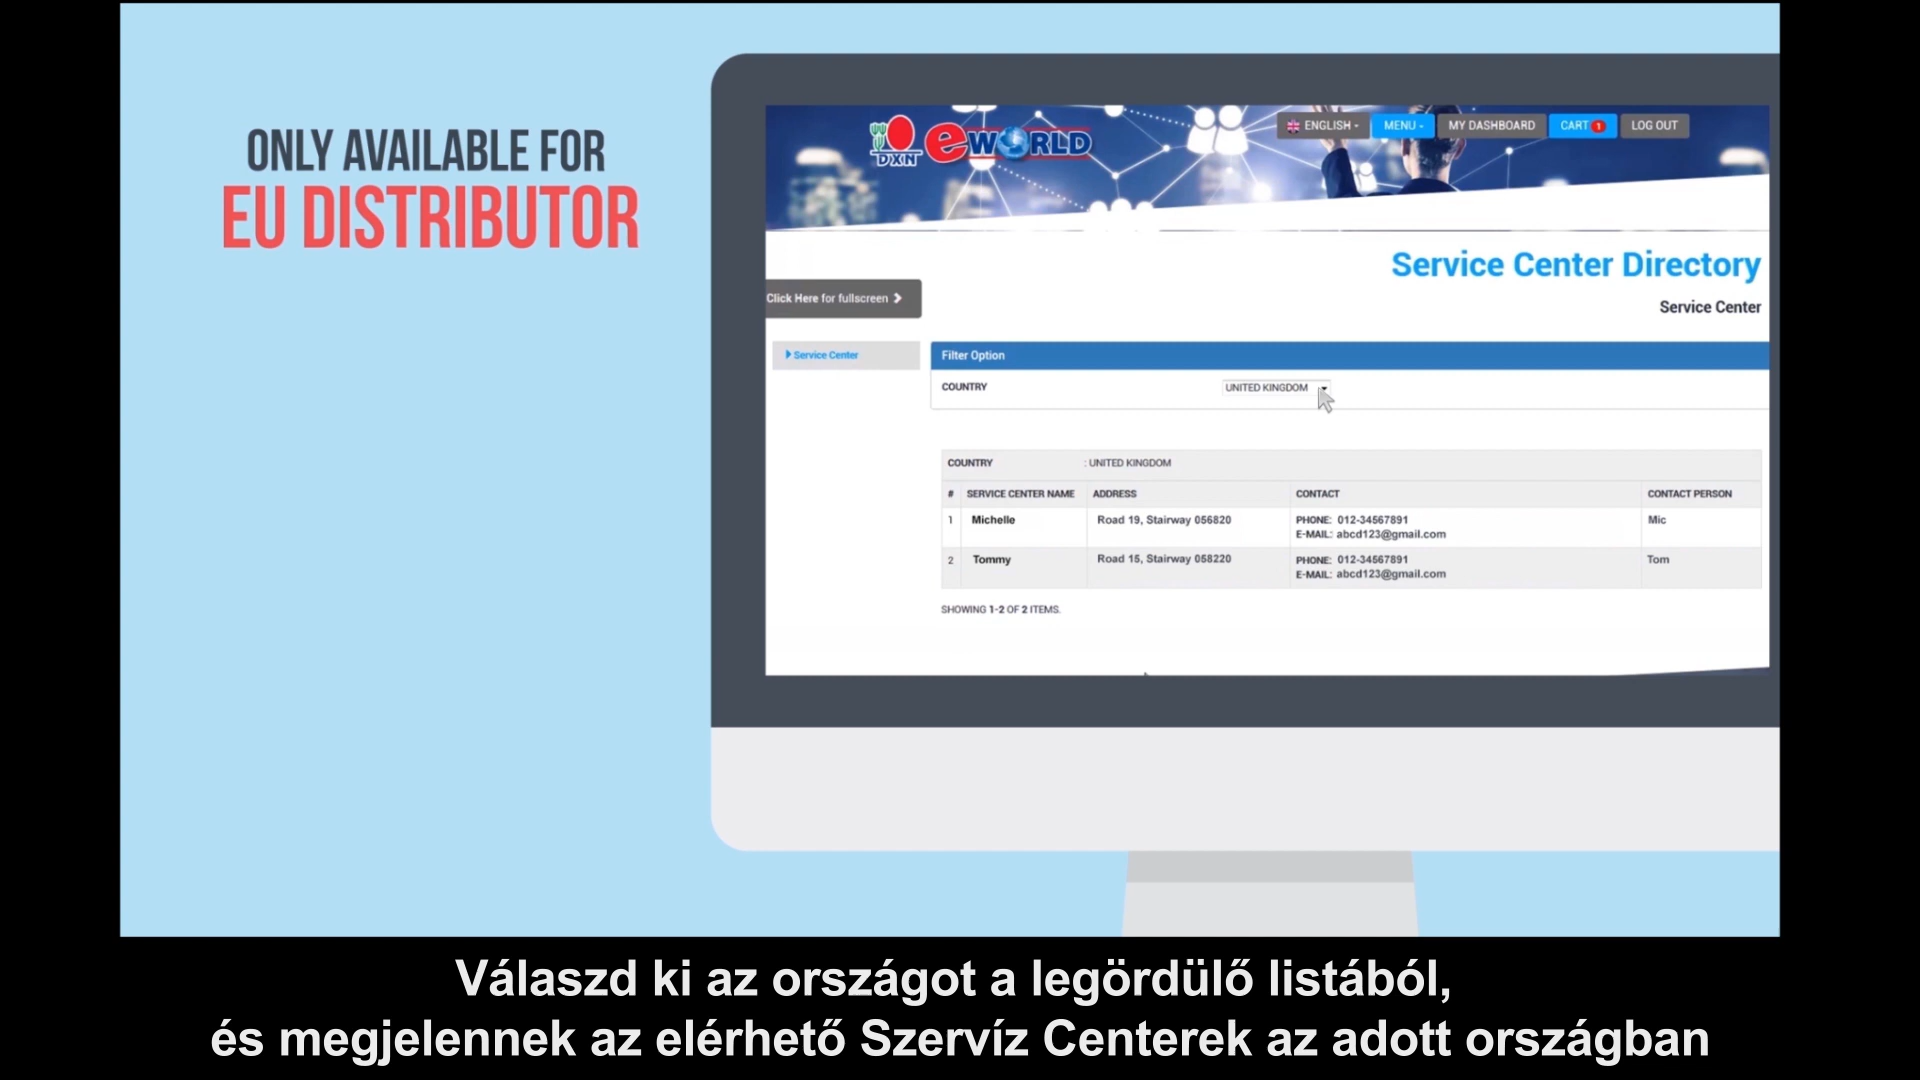 ONLY AVAILABLE FOR
EU DISTRIBUTOR
DXN
eWORLD
ENGLISH
MENU
MY DASHBOARD
CART 1
LOG OUT
Service Center Directory
Service Center
Click Here for fullscreen
Service Center
Filter Option
COUNTRY UNITED KINGDOM
COUNTRY : UNITED KINGDOM
# SERVICE CENTER NAME ADDRESS CONTACT CONTACT PERSON
1 Michelle Road 19, Stairway 056820 PHONE: 012-34567891 Mic
E-MAIL: abcd123@gmail.com
2 Tommy Road 15, Stairway 058220 PHONE: 012-34567891 Tom
E-MAIL: abcd123@gmail.com
SHOWING 1-2 OF 2 ITEMS.
Válaszd ki az országot a legördülő listából,
és megjelennek az elérhető Szervíz Centerek az adott országban